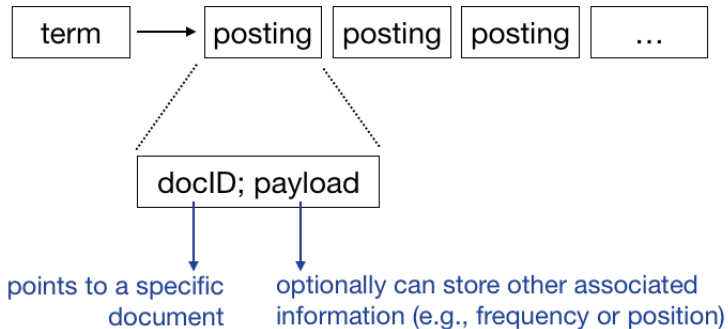 term posting posting posting ...
docID; payload
points to a specific
document
optionally can store other associated
information (e.g., frequency or position)